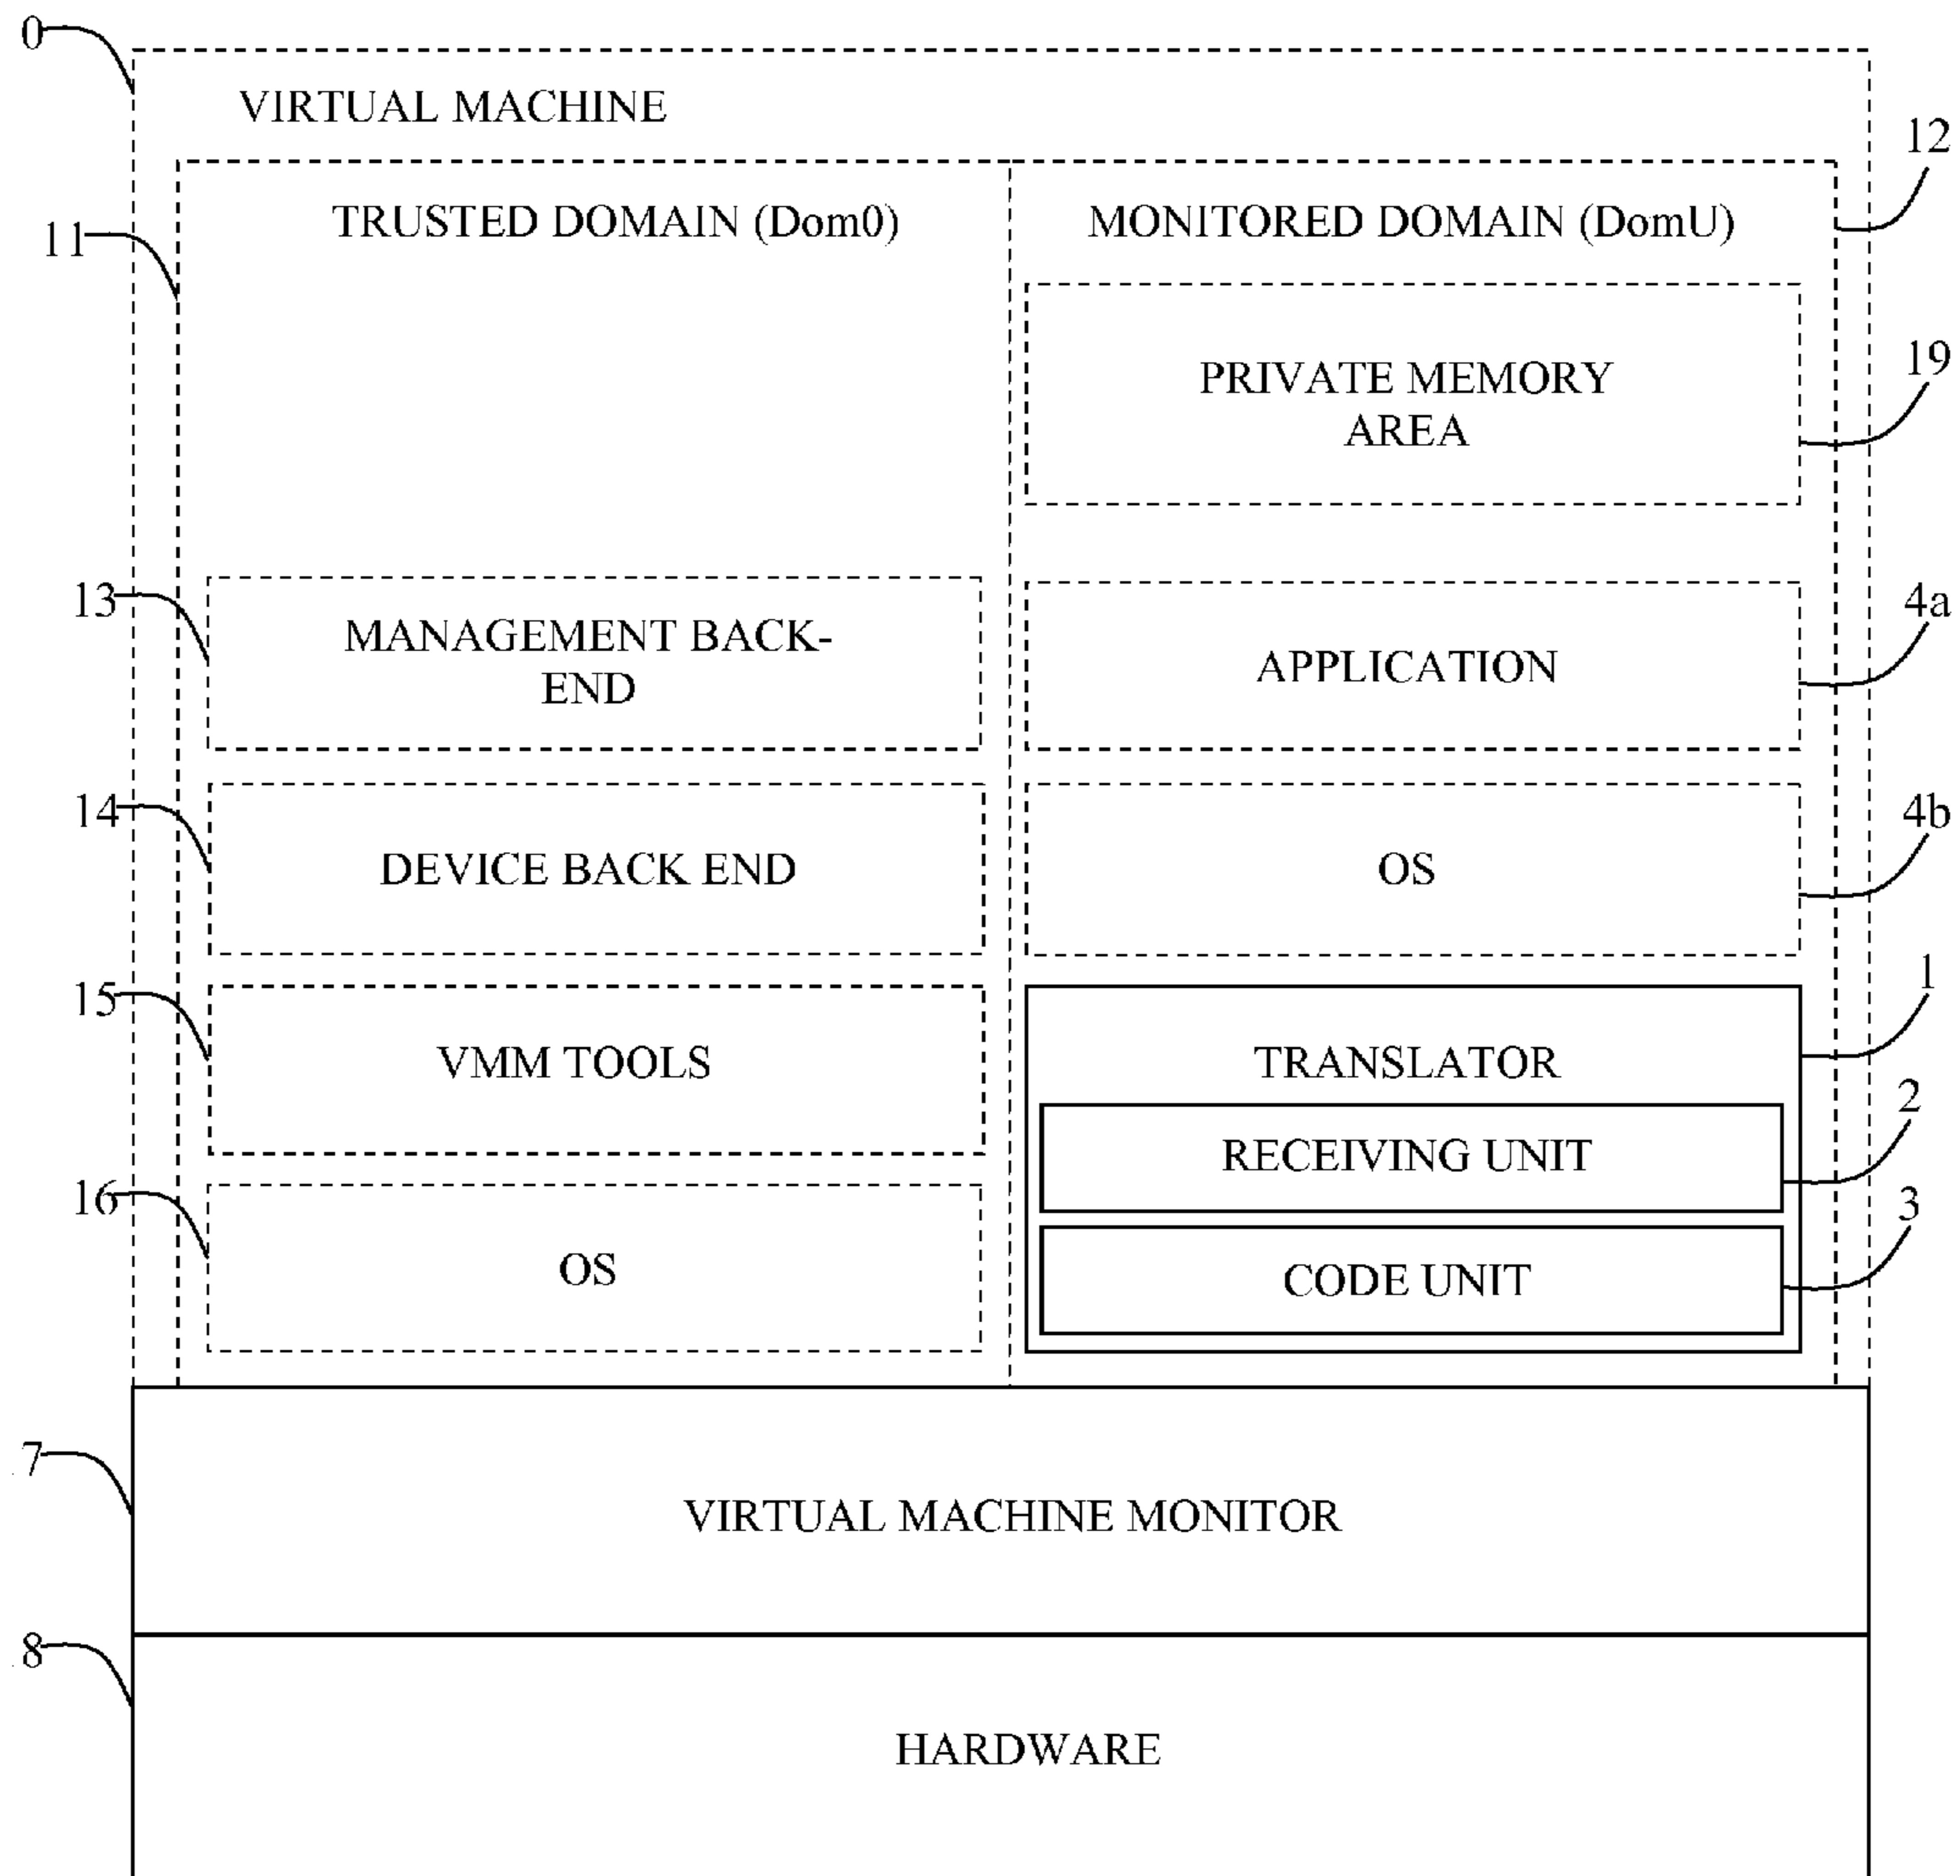 0
VIRTUAL MACHINE
12
11
TRUSTED DOMAIN (Dom0)
MONITORED DOMAIN (DomU)
PRIVATE MEMORY
AREA
19
13
MANAGEMENT BACK-
END
APPLICATION
4a
14
DEVICE BACK END
OS
4b
15
VMM TOOLS
TRANSLATOR
1
RECEIVING UNIT
2
16
OS
CODE UNIT
3
7
VIRTUAL MACHINE MONITOR
8
HARDWARE